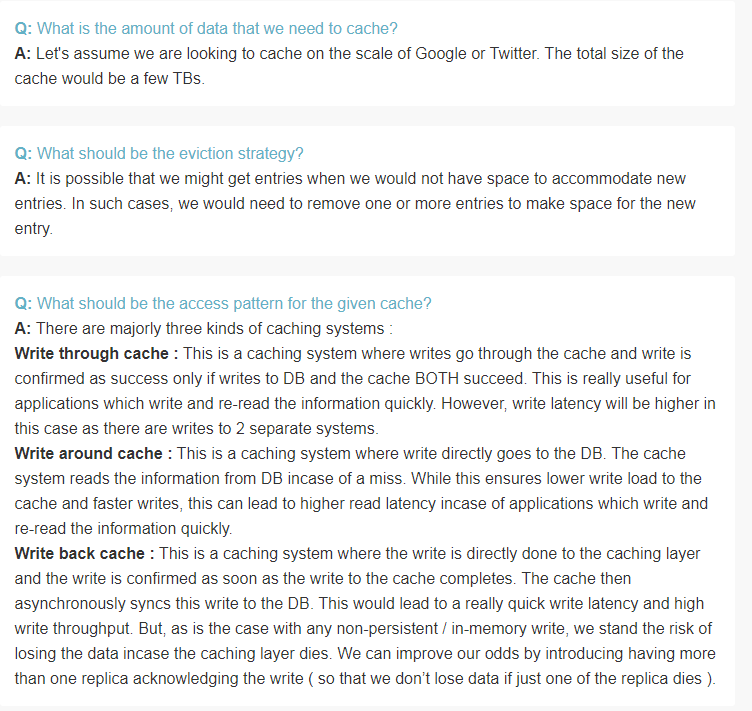 Q: What is the amount of data that we need to cache?
A: Let's assume we are looking to cache on the scale of Google or Twitter. The total size of the
cache would be a few TBs.
Q: What should be the eviction strategy?
A: It is possible that we might get entries when we would not have space to accommodate new
entries. In such cases, we would need to remove one or more entries to make space for the new
entry.
Q: What should be the access pattern for the given cache?
A: There are majorly three kinds of caching systems :
Write through cache : This is a caching system where writes go through the cache and write is
confirmed as success only if writes to DB and the cache BOTH succeed. This is really useful for
applications which write and re-read the information quickly. However, write latency will be higher in
this case as there are writes to 2 separate systems.
Write around cache : This is a caching system where write directly goes to the DB. The cache
system reads the information from DB incase of a miss. While this ensures lower write load to the
cache and faster writes, this can lead to higher read latency incase of applications which write and
re-read the information quickly.
Write back cache : This is a caching system where the write is directly done to the caching layer
and the write is confirmed as soon as the write to the cache completes. The cache then
asynchronously syncs this write to the DB. This would lead to a really quick write latency and high
write throughput. But, as is the case with any non-persistent / in-memory write, we stand the risk of
losing the data incase the caching layer dies. We can improve our odds by introducing having more
than one replica acknowledging the write ( so that we don’t lose data if just one of the replica dies ).